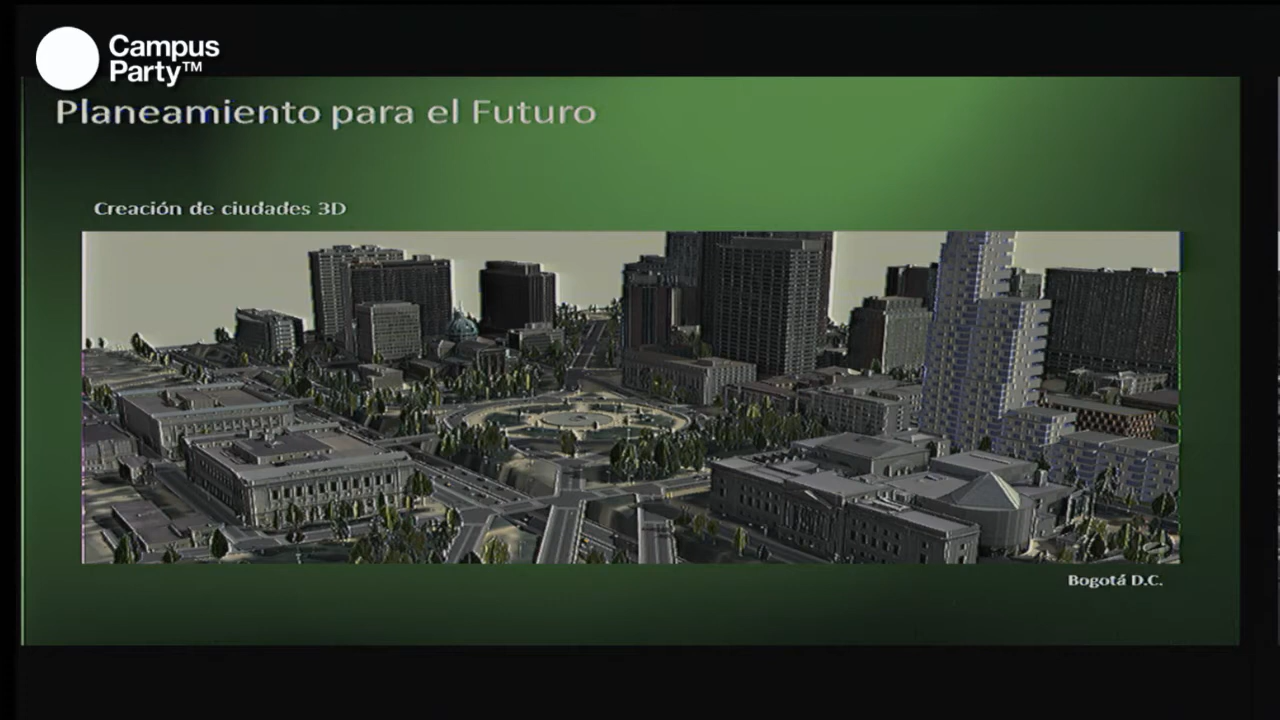 Campus
Party™
Planeamiento para el Futuro
Creación de ciudades 3D
Bogotá D.C.